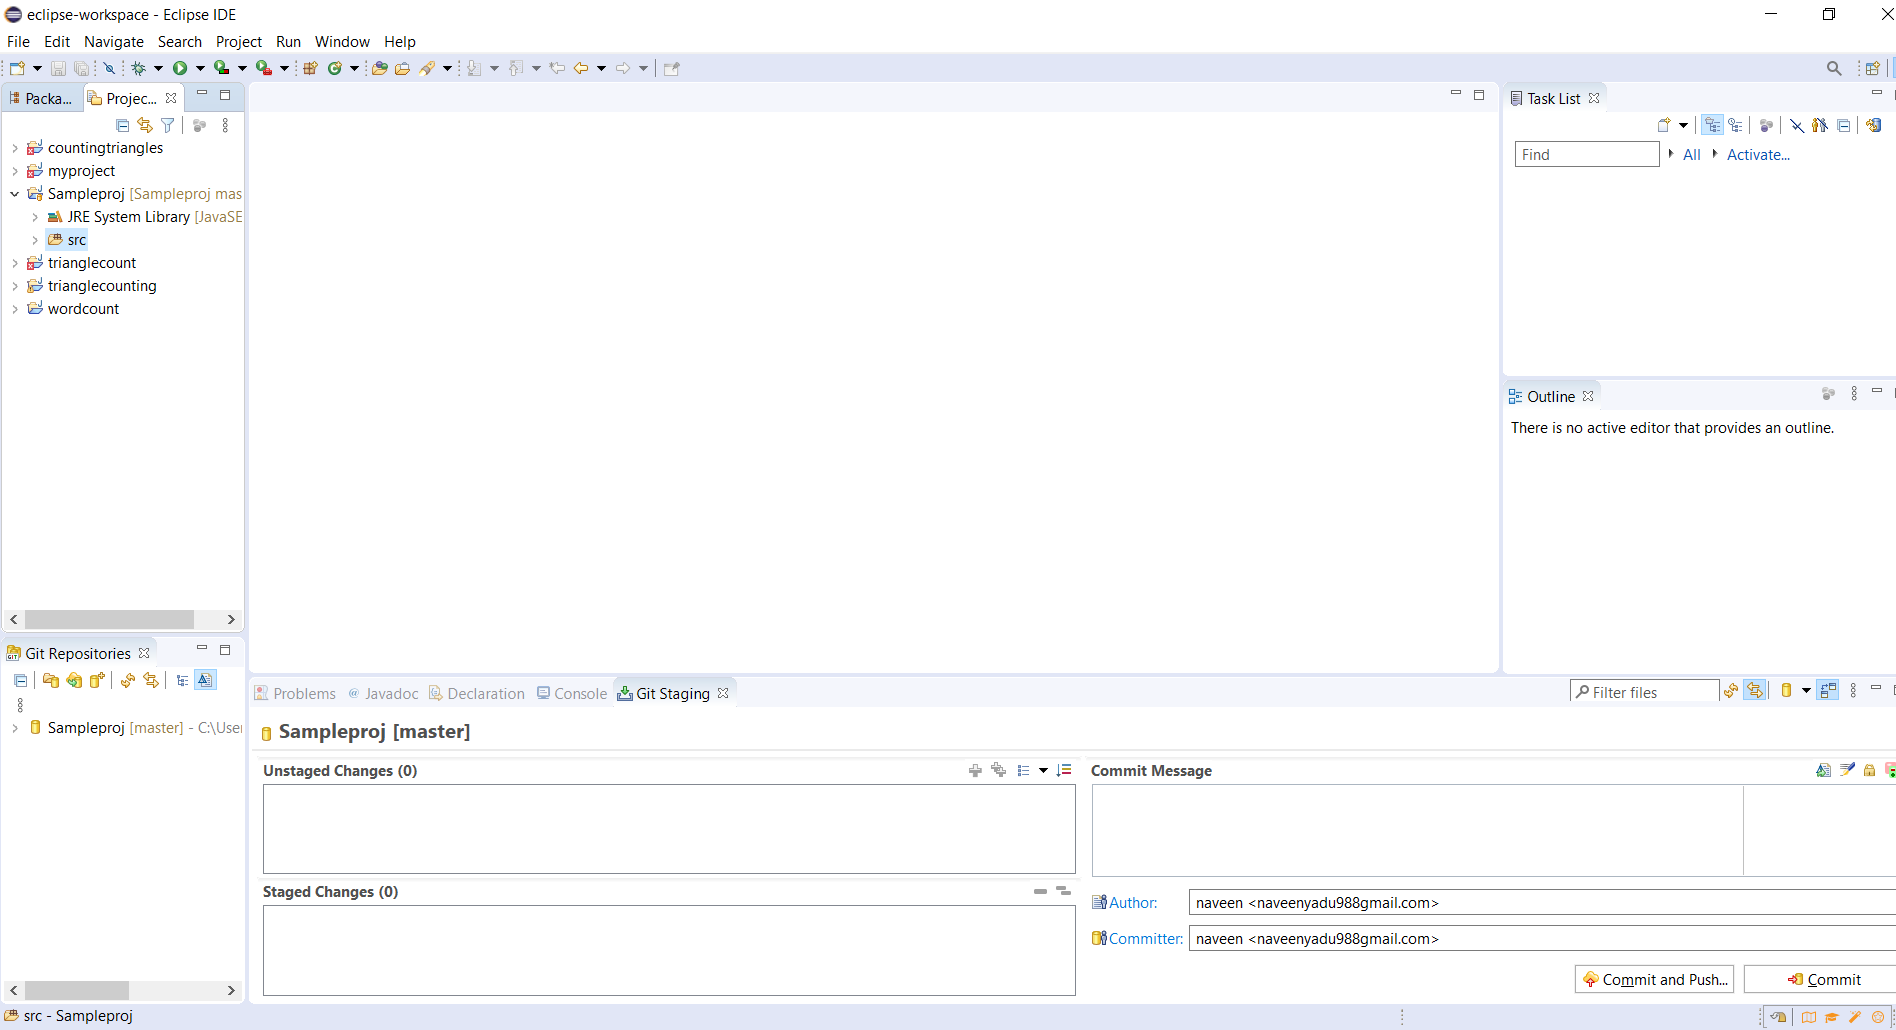 eclipse-workspace - Eclipse IDE
File Edit Navigate Search Project Run Window Help
Packa... Projec...
countingtriangles
myproject
Sampleproj [Sampleproj mas
JRE System Library [JavaSE
src
trianglecount
trianglecounting
wordcount
Task List
Find All Activate...
Outline
There is no active editor that provides an outline.
Git Repositories
Sampleproj [master] - C:\User
Problems @ Javadoc Declaration Console Git Staging
Filter files
Sampleproj [master]
Unstaged Changes (0)
Staged Changes (0)
Commit Message
Author: naveen <naveenyadu988gmail.com>
Committer: naveen <naveenyadu988gmail.com>
Commit and Push... Commit
src - Sampleproj